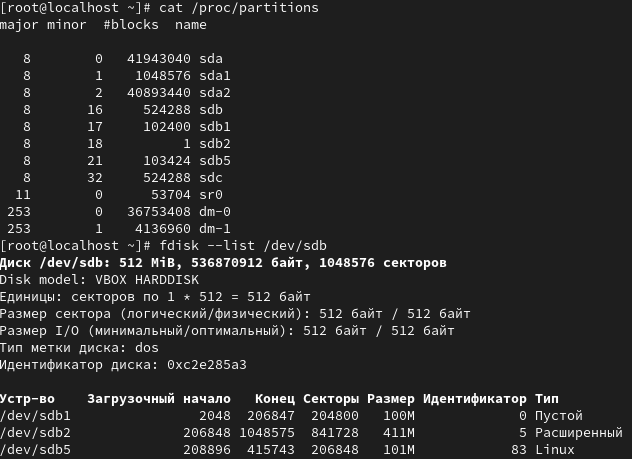 [root@localhost ~]# cat /proc/partitions
major minor  #blocks  name
8        0   41943040 sda
8        1    1048576 sda1
8        2   40893440 sda2
8       16     524288 sdb
8       17     102400 sdb1
8       18          1 sdb2
8       21     103424 sdb5
8       32     524288 sdc
11        0      53704 sr0
253        0   36753408 dm-0
253        1    4136960 dm-1
[root@localhost ~]# fdisk --list /dev/sdb
Диск /dev/sdb: 512 MiB, 536870912 байт, 1048576 секторов
Disk model: VBOX HARDDISK
Единицы: секторов по 1 * 512 = 512 байт
Размер сектора (логический/физический): 512 байт / 512 байт
Размер I/O (минимальный/оптимальный): 512 байт / 512 байт
Тип метки диска: dos
Идентификатор диска: 0xc2e285a3
Устр-во    Загрузочный начало   Конец Секторы Размер Идентификатор Тип
/dev/sdb1                2048  206847  204800   100M             0 Пустой
/dev/sdb2              206848 1048575  841728   411M             5 Расширенный
/dev/sdb5              208896  415743  206848   101M            83 Linux